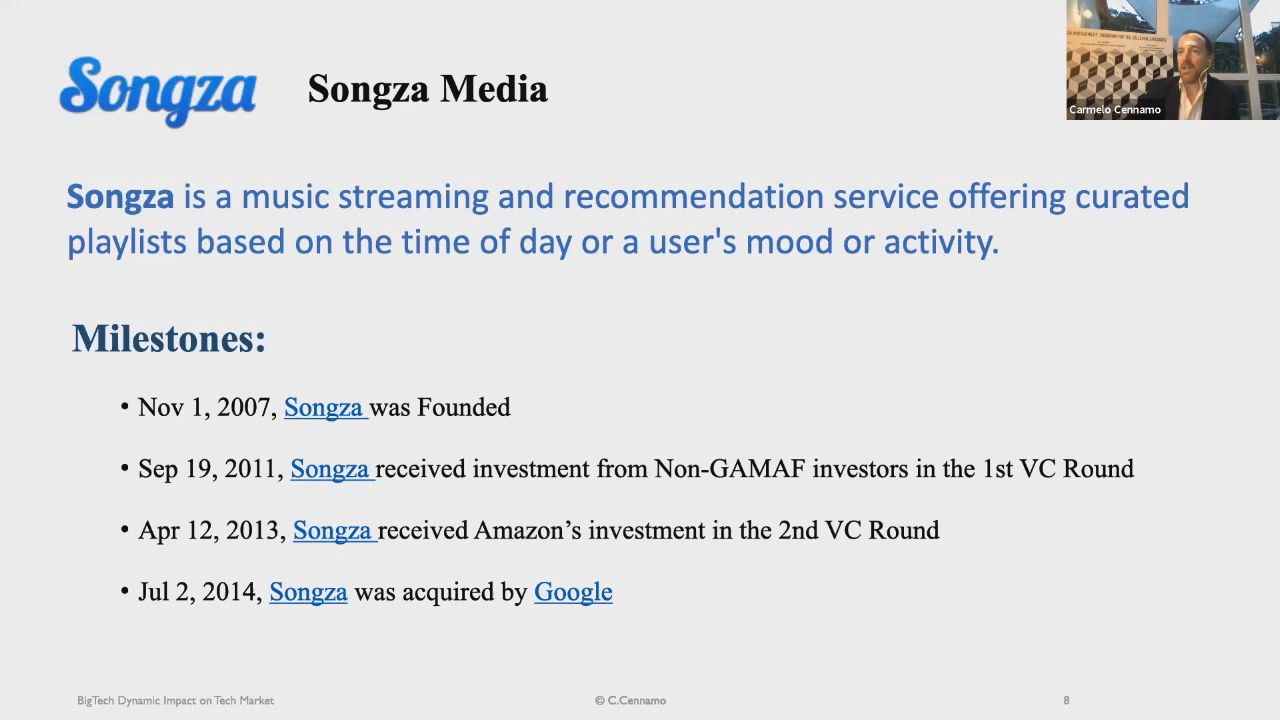 Songza
Songza Media
Carmelo Cennamo
Songza is a music streaming and recommendation service offering curated
playlists based on the time of day or a user's mood or activity.
Milestones:
• Nov 1, 2007, Songza was Founded
• Sep 19, 2011, Songza received investment from Non-GAMAF investors in the 1st VC Round
• Apr 12, 2013, Songza received Amazon’s investment in the 2nd VC Round
• Jul 2, 2014, Songza was acquired by Google
BigTech Dynamic Impact on Tech Market
© C.Cennamo
8